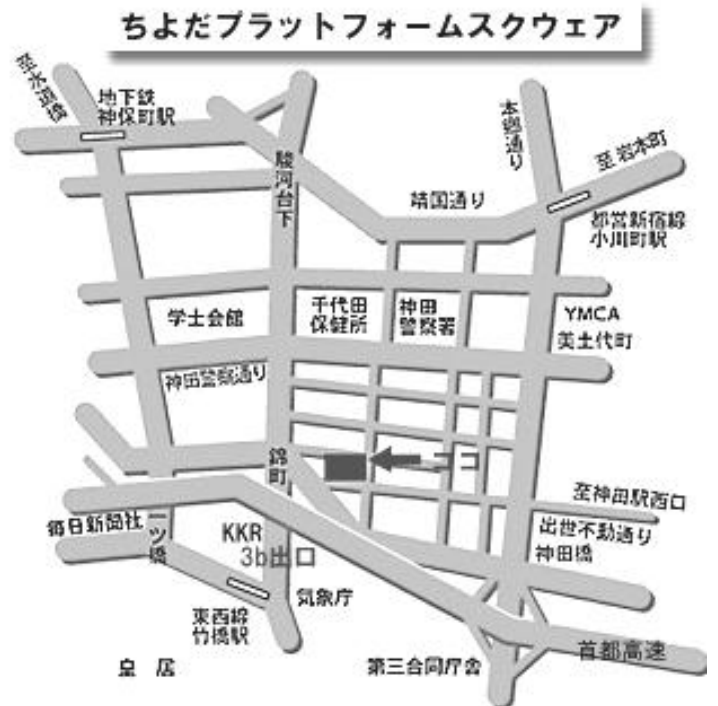 ちよだプラットフォームスクウェア
至水道橋
地下鉄
神保町駅
駿河台下
本郷通り
至岩本町
靖国通り
都営新宿線
小川町駅
学士会館
千代田
保健所
神田
警察署
YMCA
美土代町
神田警察通り
錦町
ココ
至神田駅西口
毎日新聞社
一ツ橋
KKR
3b出口
出世不動通り
神田橋
気象庁
東西線
竹橋駅
皇 居
第三合同庁舎
首都高速